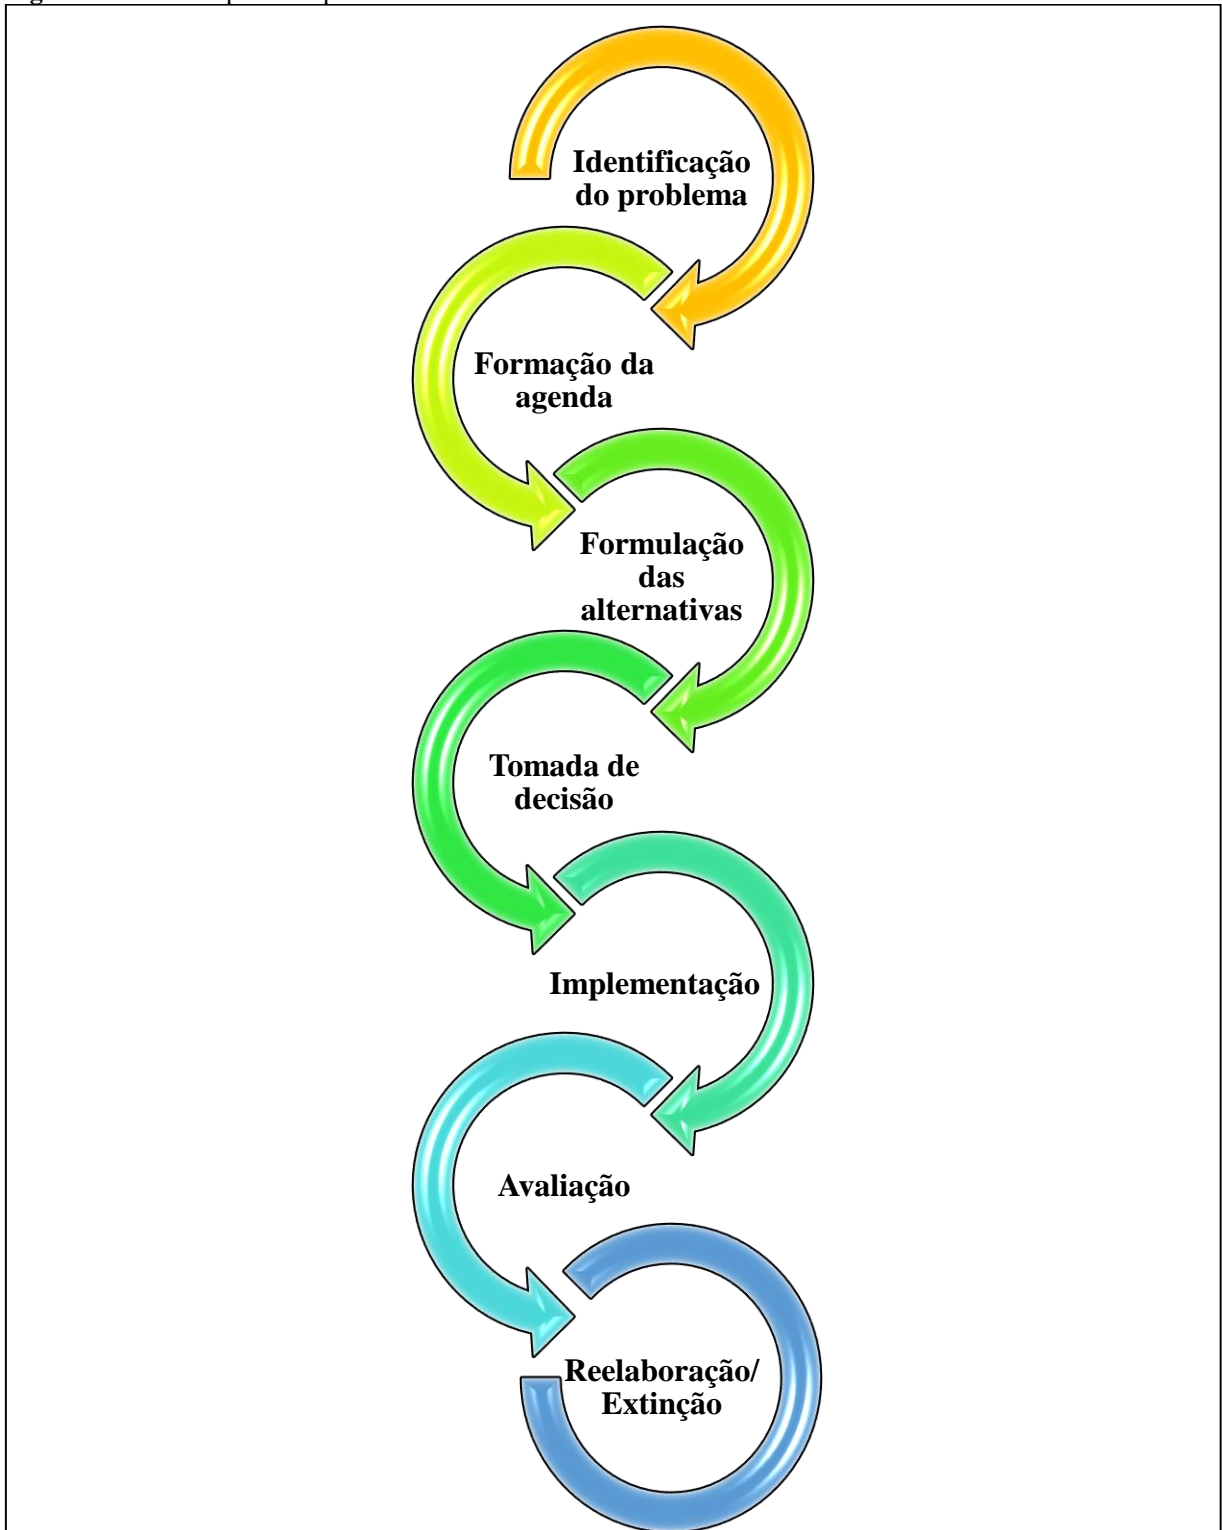 Identificação
do problema
Formação da
agenda
Formulação
das
alternativas
Tomada de
decisão
Implementação
Avaliação
Reelaboração/
Extinção